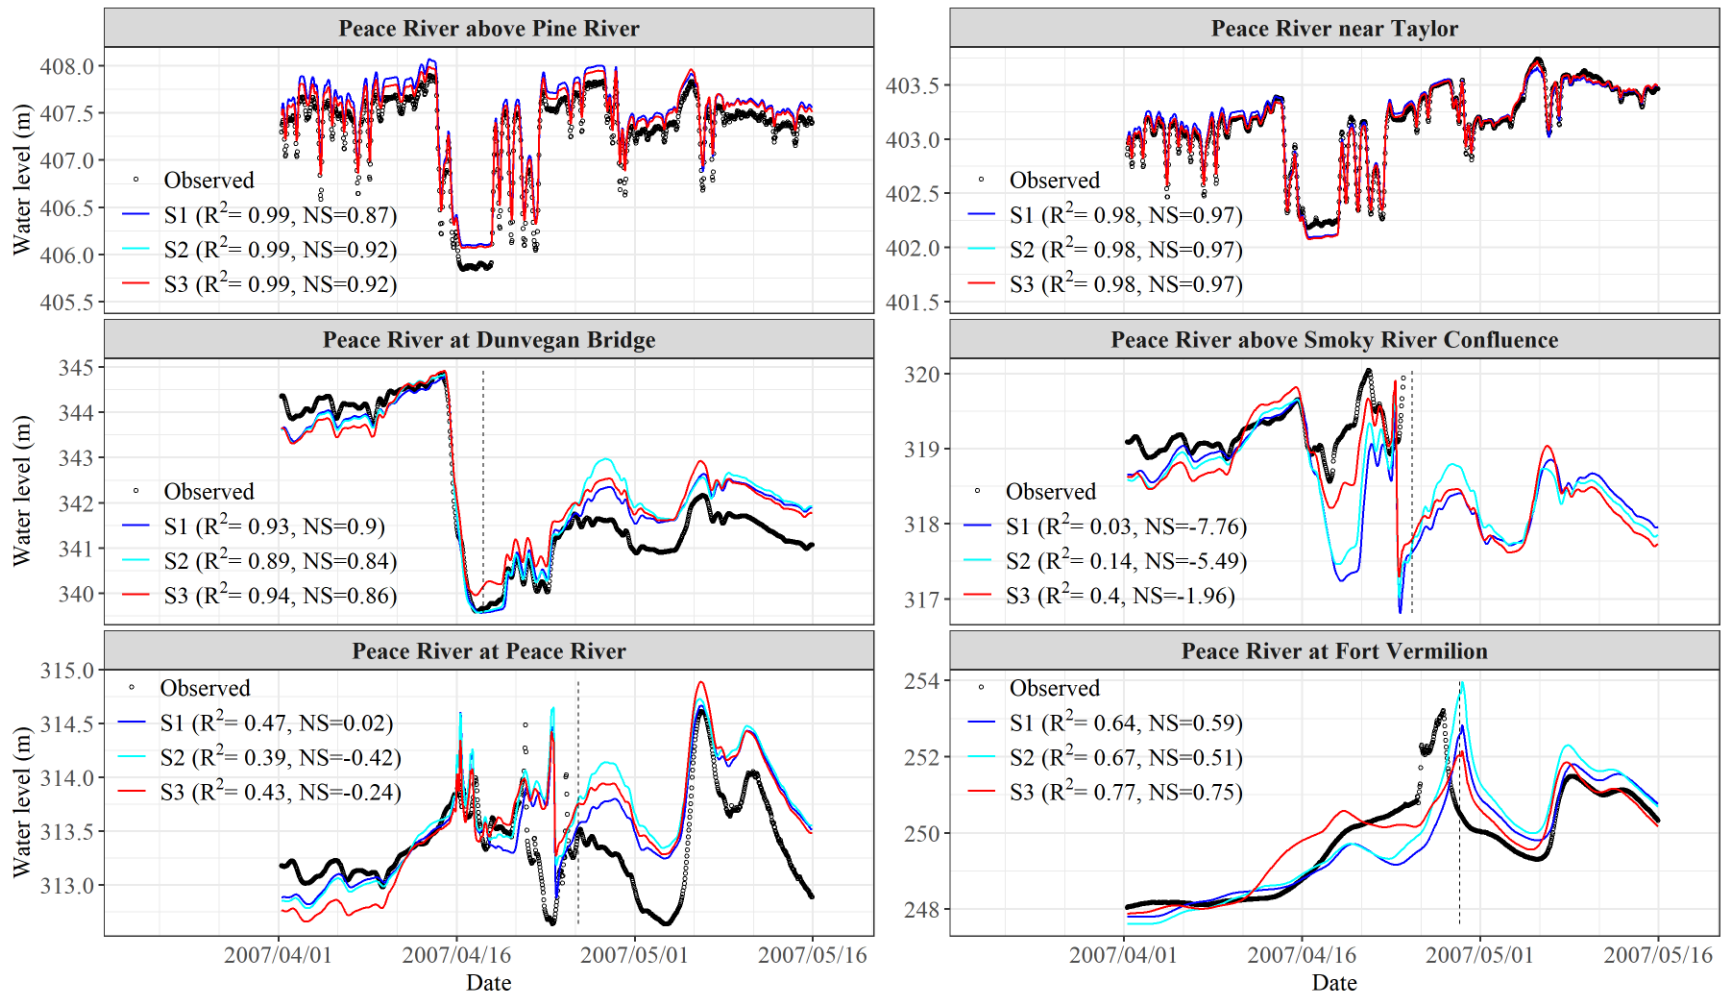 Peace River above Pine River
Water level (m)
408.0
407.5
407.0
406.5
406.0
405.5
Observed
S1 (R²= 0.99, NS=0.87)
S2 (R²= 0.99, NS=0.92)
S3 (R²= 0.99, NS=0.92)
Peace River near Taylor
403.5
403.0
402.5
402.0
401.5
Observed
S1 (R²= 0.98, NS=0.97)
S2 (R²= 0.98, NS=0.97)
S3 (R²= 0.98, NS=0.97)
Peace River at Dunvegan Bridge
Water level (m)
345
344
343
342
341
340
Observed
S1 (R²= 0.93, NS=0.9)
S2 (R²= 0.89, NS=0.84)
S3 (R²= 0.94, NS=0.86)
Peace River above Smoky River Confluence
320
319
318
317
Observed
S1 (R²= 0.03, NS=-7.76)
S2 (R²= 0.14, NS=-5.49)
S3 (R²= 0.4, NS=-1.96)
Peace River at Peace River
Water level (m)
315.0
314.5
314.0
313.5
313.0
Observed
S1 (R²= 0.47, NS=0.02)
S2 (R²= 0.39, NS=-0.42)
S3 (R²= 0.43, NS=-0.24)
2007/04/01
2007/04/16
2007/05/01
2007/05/16
Date
Peace River at Fort Vermilion
254
252
250
248
Observed
S1 (R²= 0.64, NS=0.59)
S2 (R²= 0.67, NS=0.51)
S3 (R²= 0.77, NS=0.75)
2007/04/01
2007/04/16
2007/05/01
2007/05/16
Date